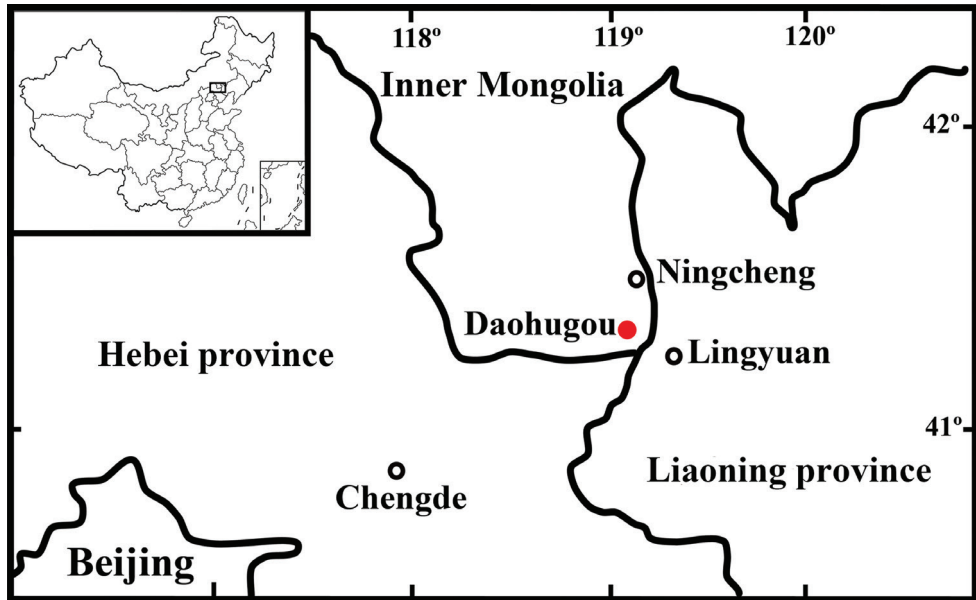 118º
119º
120º
Inner Mongolia
42º
Ningcheng
Daohugou
Lingyuan
Hebei province
41º
Liaoning province
Chengde
Beijing